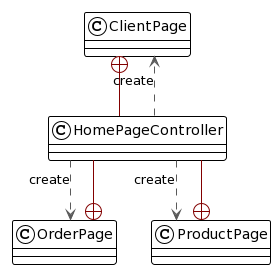 C ClientPage
create
C HomePageController
create
create
C OrderPage
C ProductPage